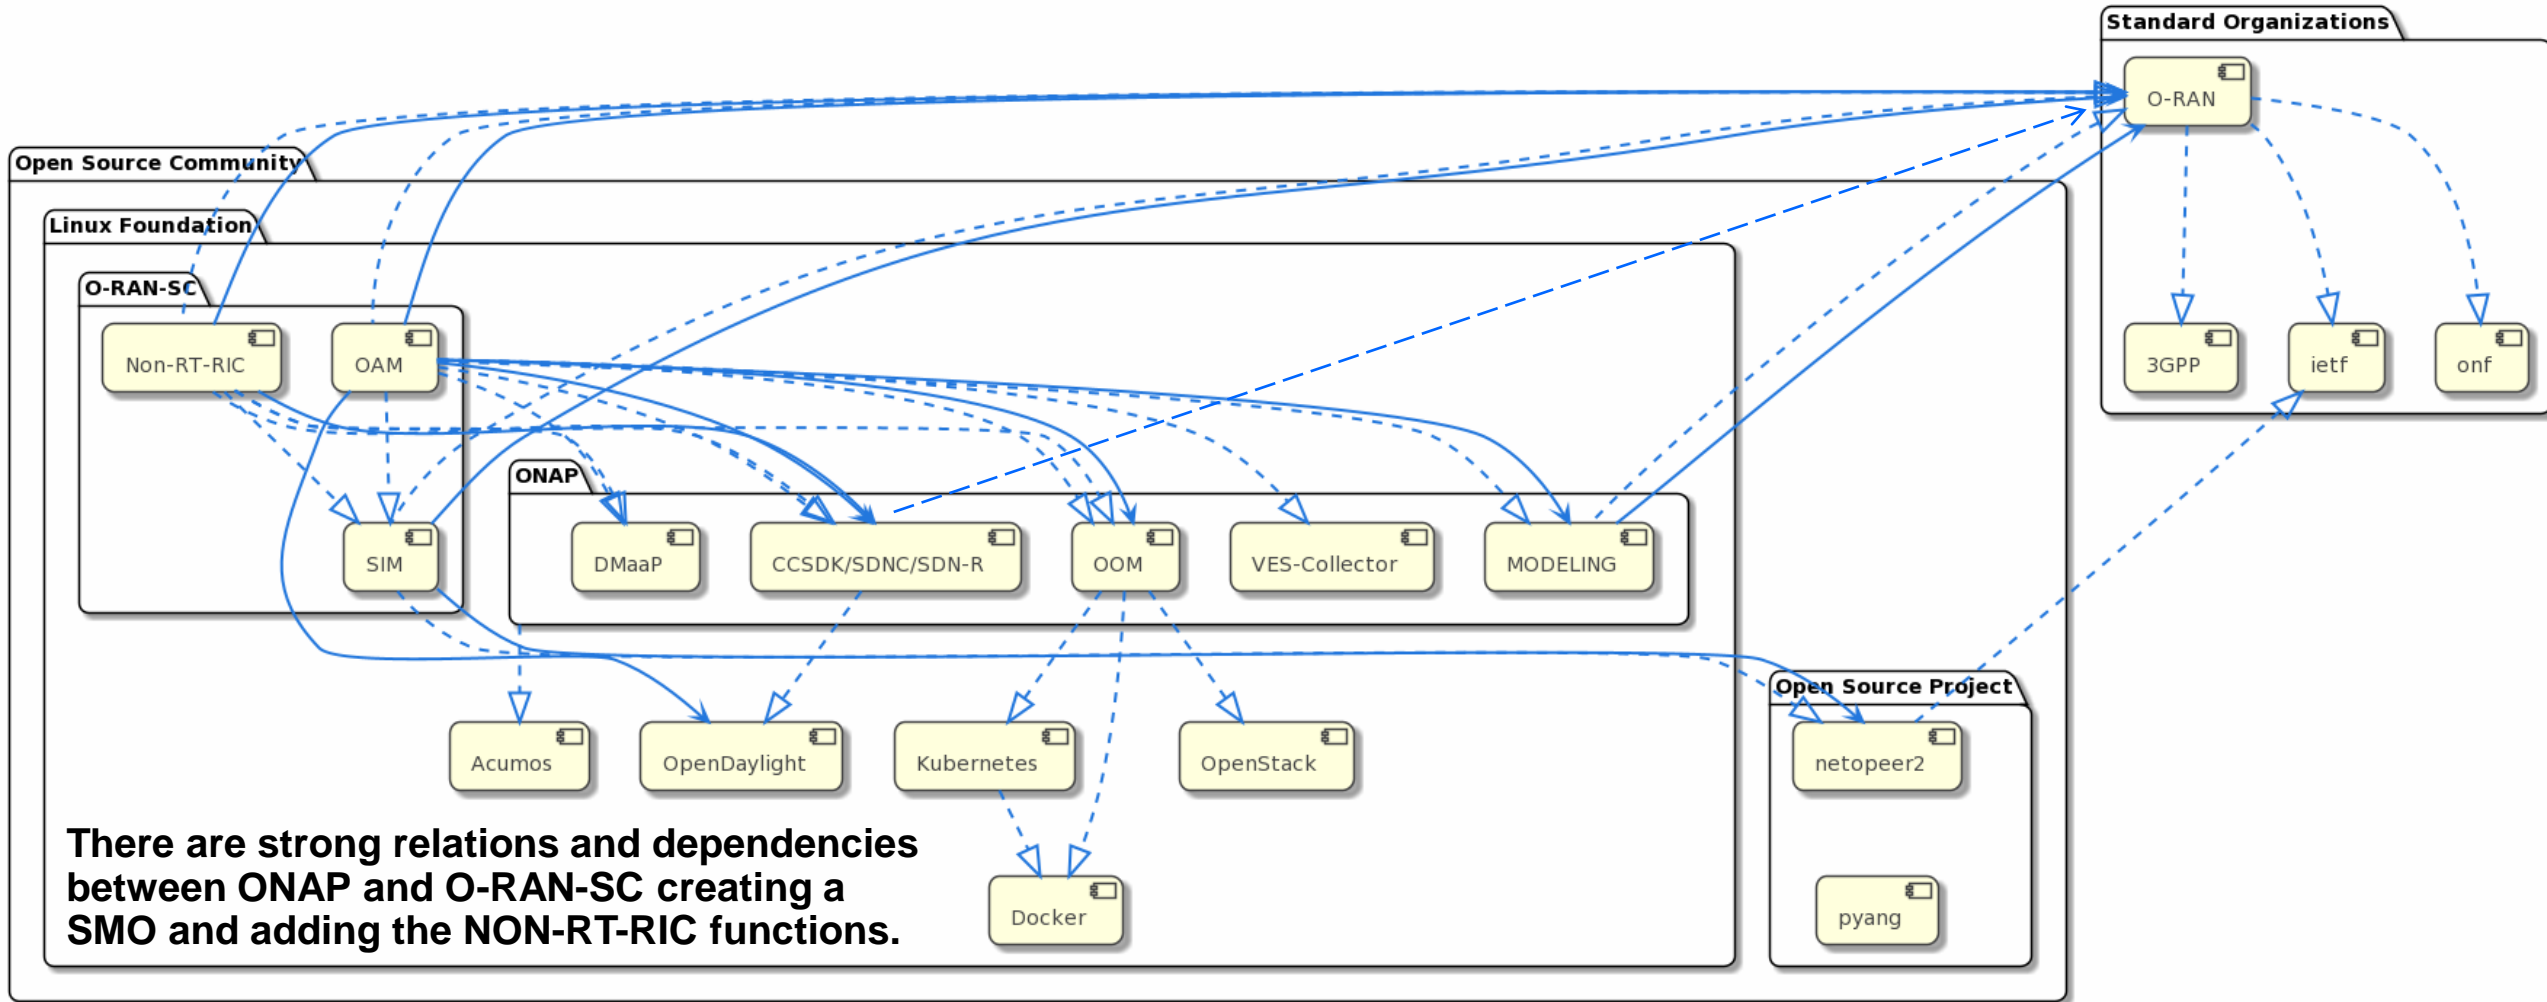 Standard Organizations
O-RAN
Open Source Community
Linux Foundation
O-RAN-SC
Non-RT-RIC
OAM
3GPP
ietf
onf
ONAP
SIM
DMaaP
CCSDK/SDNC/SDN-R
OOM
VES-Collector
MODELING
Open Source Project
Acumos
OpenDaylight
Kubernetes
OpenStack
netopeer2
There are strong relations and dependencies
between ONAP and O-RAN-SC creating a
SMO and adding the NON-RT-RIC functions.
Docker
pyang